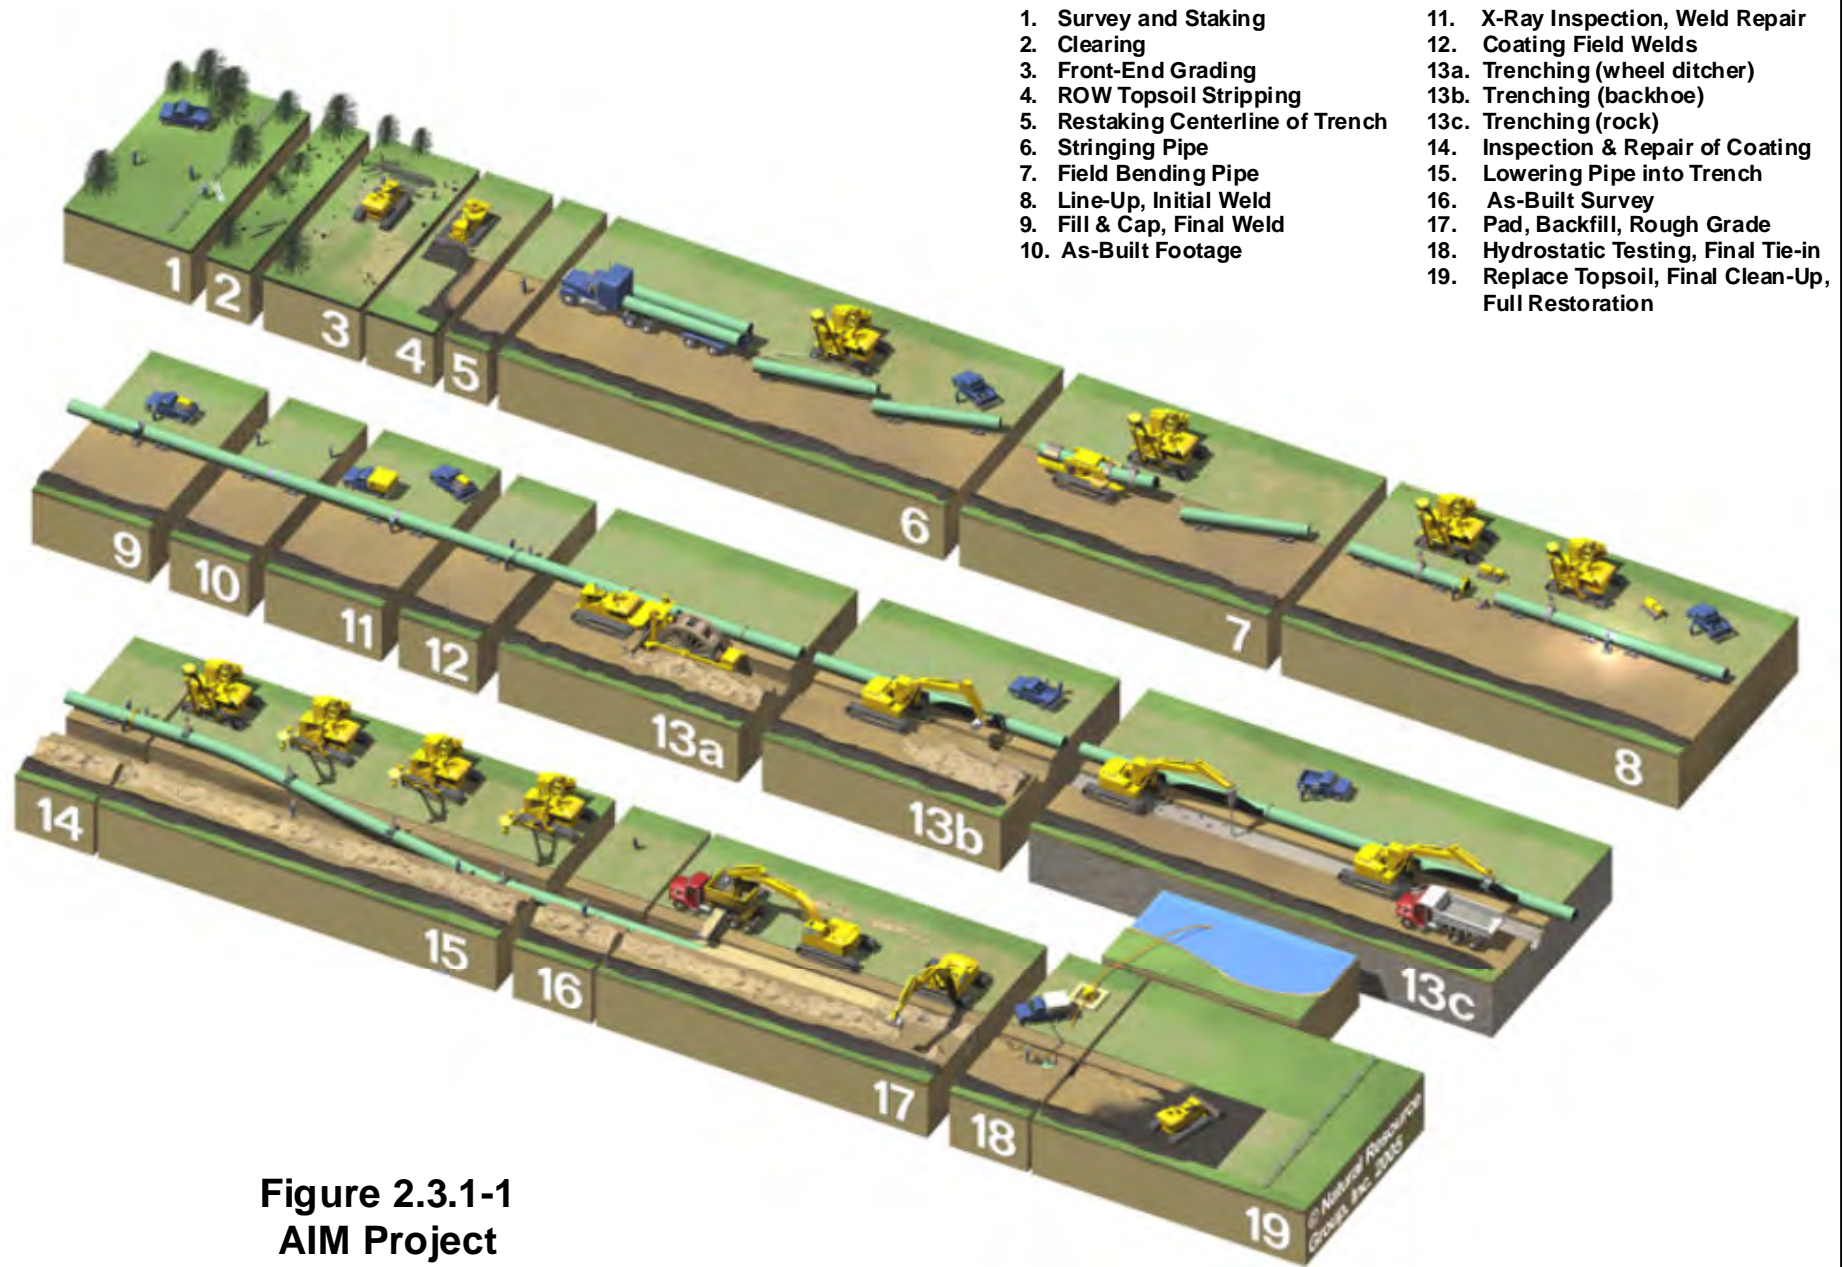 1. Survey and Staking
2. Clearing
3. Front-End Grading
4. ROW Topsoil Stripping
5. Restaking Centerline of Trench
6. Stringing Pipe
7. Field Bending Pipe
8. Line-Up, Initial Weld
9. Fill & Cap, Final Weld
10. As-Built Footage
11. X-Ray Inspection, Weld Repair
12. Coating Field Welds
13a. Trenching (wheel ditcher)
13b. Trenching (backhoe)
13c. Trenching (rock)
14. Inspection & Repair of Coating
15. Lowering Pipe into Trench
16. As-Built Survey
17. Pad, Backfill, Rough Grade
18. Hydrostatic Testing, Final Tie-in
19. Replace Topsoil, Final Clean-Up,
Full Restoration
1
2
3
4
5
6
7
8
9
10
11
12
13a
13b
13c
14
15
16
17
18
19
© Natural Resource
Group, Inc. 2005
Figure 2.3.1-1
AIM Project